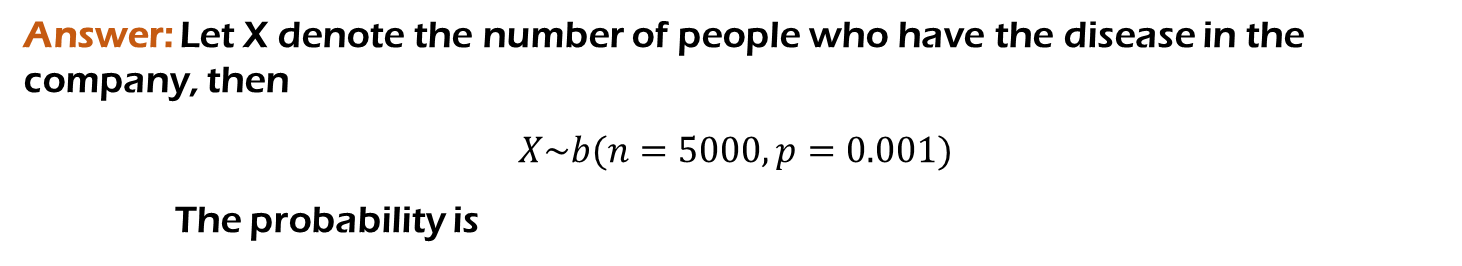 Answer: Let X denote the number of people who have the disease in the
company, then
X~b(n = 5000, p = 0.001)
The probability is